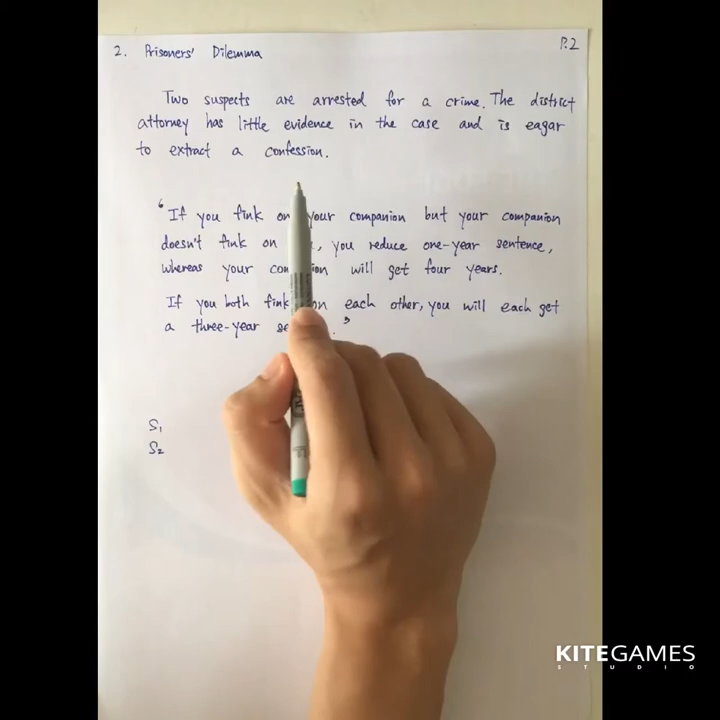 2. Prisoners' Dilemma
P.2
Two suspects are arrested for a crime. The district
attorney has little evidence in the case and is eagar
to extract a confession.
"If you fink on your companion but your companion
doesn't fink on , you reduce one-year sentence,
whereas your will get four years.
If you both fink on each other, you will each get
a three-year ."
S1
S2
KITEGAMES
STUDIO